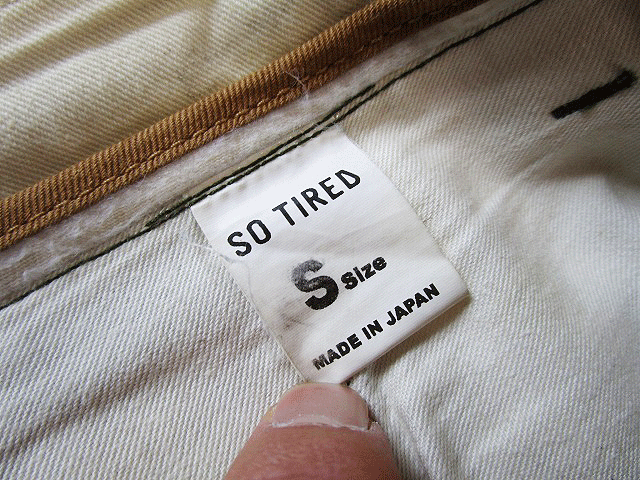 SO TIRED
S Size
MADE IN JAPAN